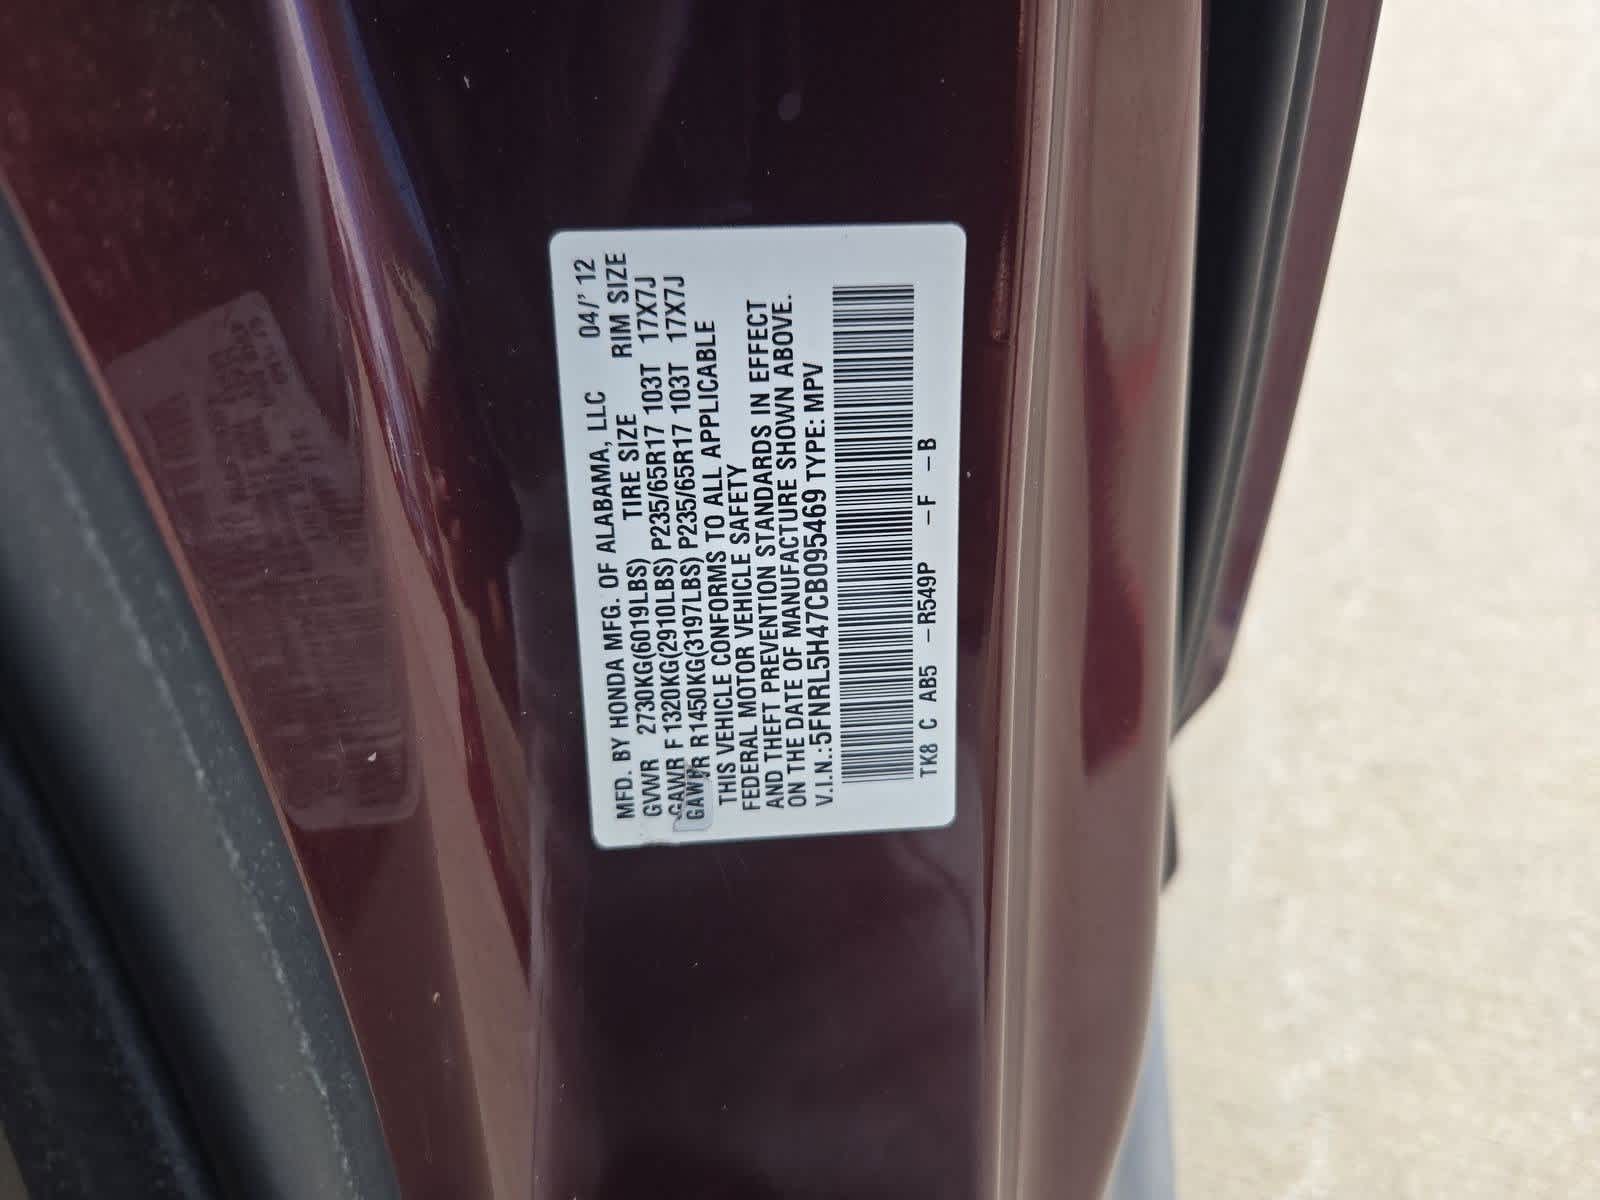 MFD. BY HONDA MFG. OF ALABAMA, LLC 04/' 12
GVWR 2730KG(6019LBS) TIRE SIZE RIM SIZE
GAWR F 1320KG(2910LBS) P235/65R17 103T 17X7J
GAWR R 1450KG(3197LBS) P235/65R17 103T 17X7J
THIS VEHICLE CONFORMS TO ALL APPLICABLE
FEDERAL MOTOR VEHICLE SAFETY
AND THEFT PREVENTION STANDARDS IN EFFECT
ON THE DATE OF MANUFACTURE SHOWN ABOVE.
V.I.N.:5FNRL5H47CB095469 TYPE: MPV
TK8 C AB5 -R549P -F -B